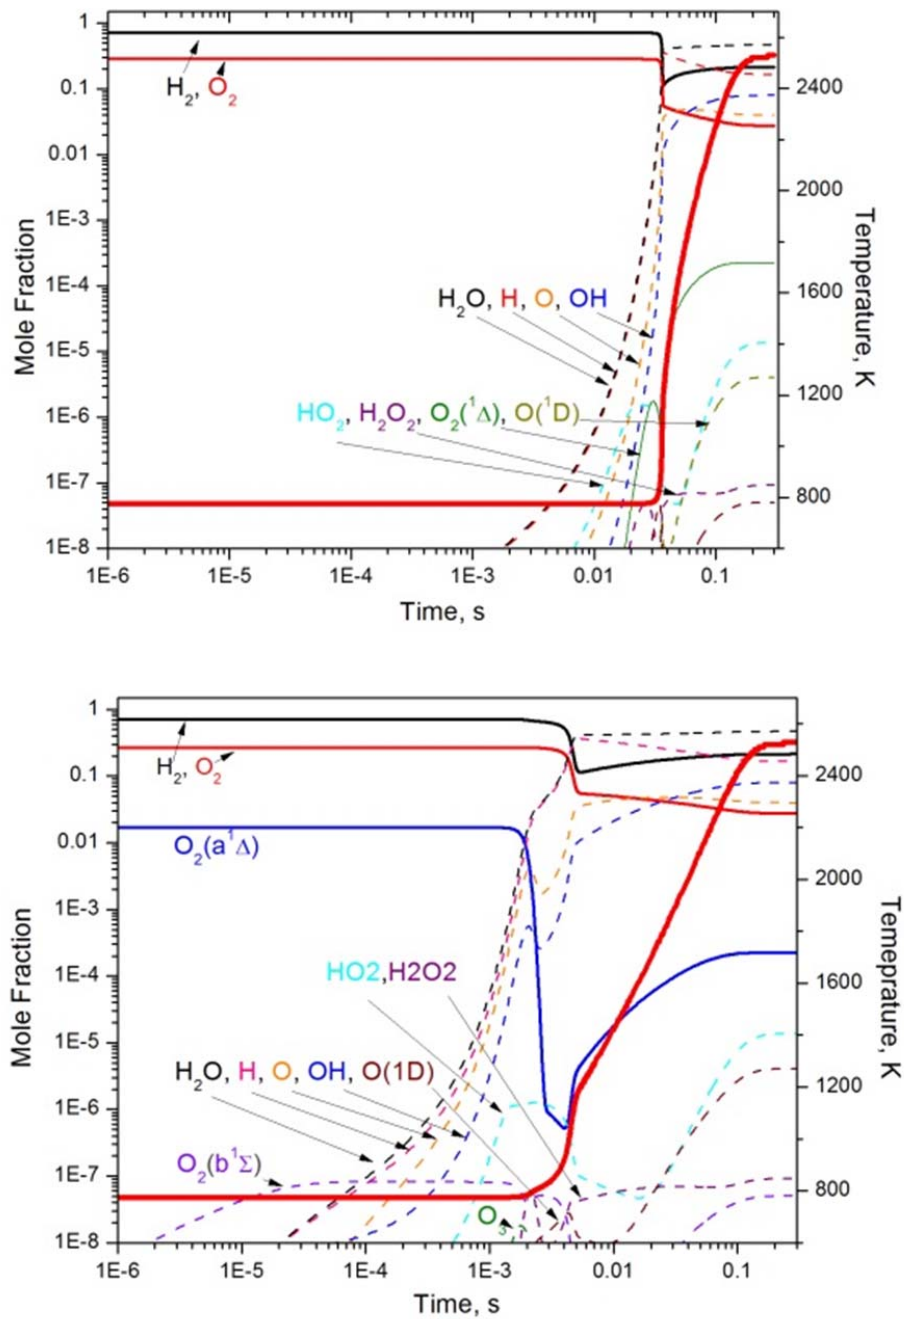 1
0.1
0.01
1E-3
1E-4
1E-5
1E-6
1E-7
1E-8
Mole Fraction
H₂, O₂
H₂O, H, O, OH
HO₂, H₂O₂, O₂(¹Δ), O(¹D)
2400
2000
1600
1200
800
Temperature, K
1E-6 1E-5 1E-4 1E-3 0.01 0.1
Time, s
1
0.1
0.01
1E-3
1E-4
1E-5
1E-6
1E-7
1E-8
Mole Fraction
H₂, O₂
O₂(a¹Δ)
HO2,H2O2
H₂O, H, O, OH, O(1D)
O₂(b¹Σ)
O₃
2400
2000
1600
1200
800
Temeprature, K
1E-6 1E-5 1E-4 1E-3 0.01 0.1
Time, s